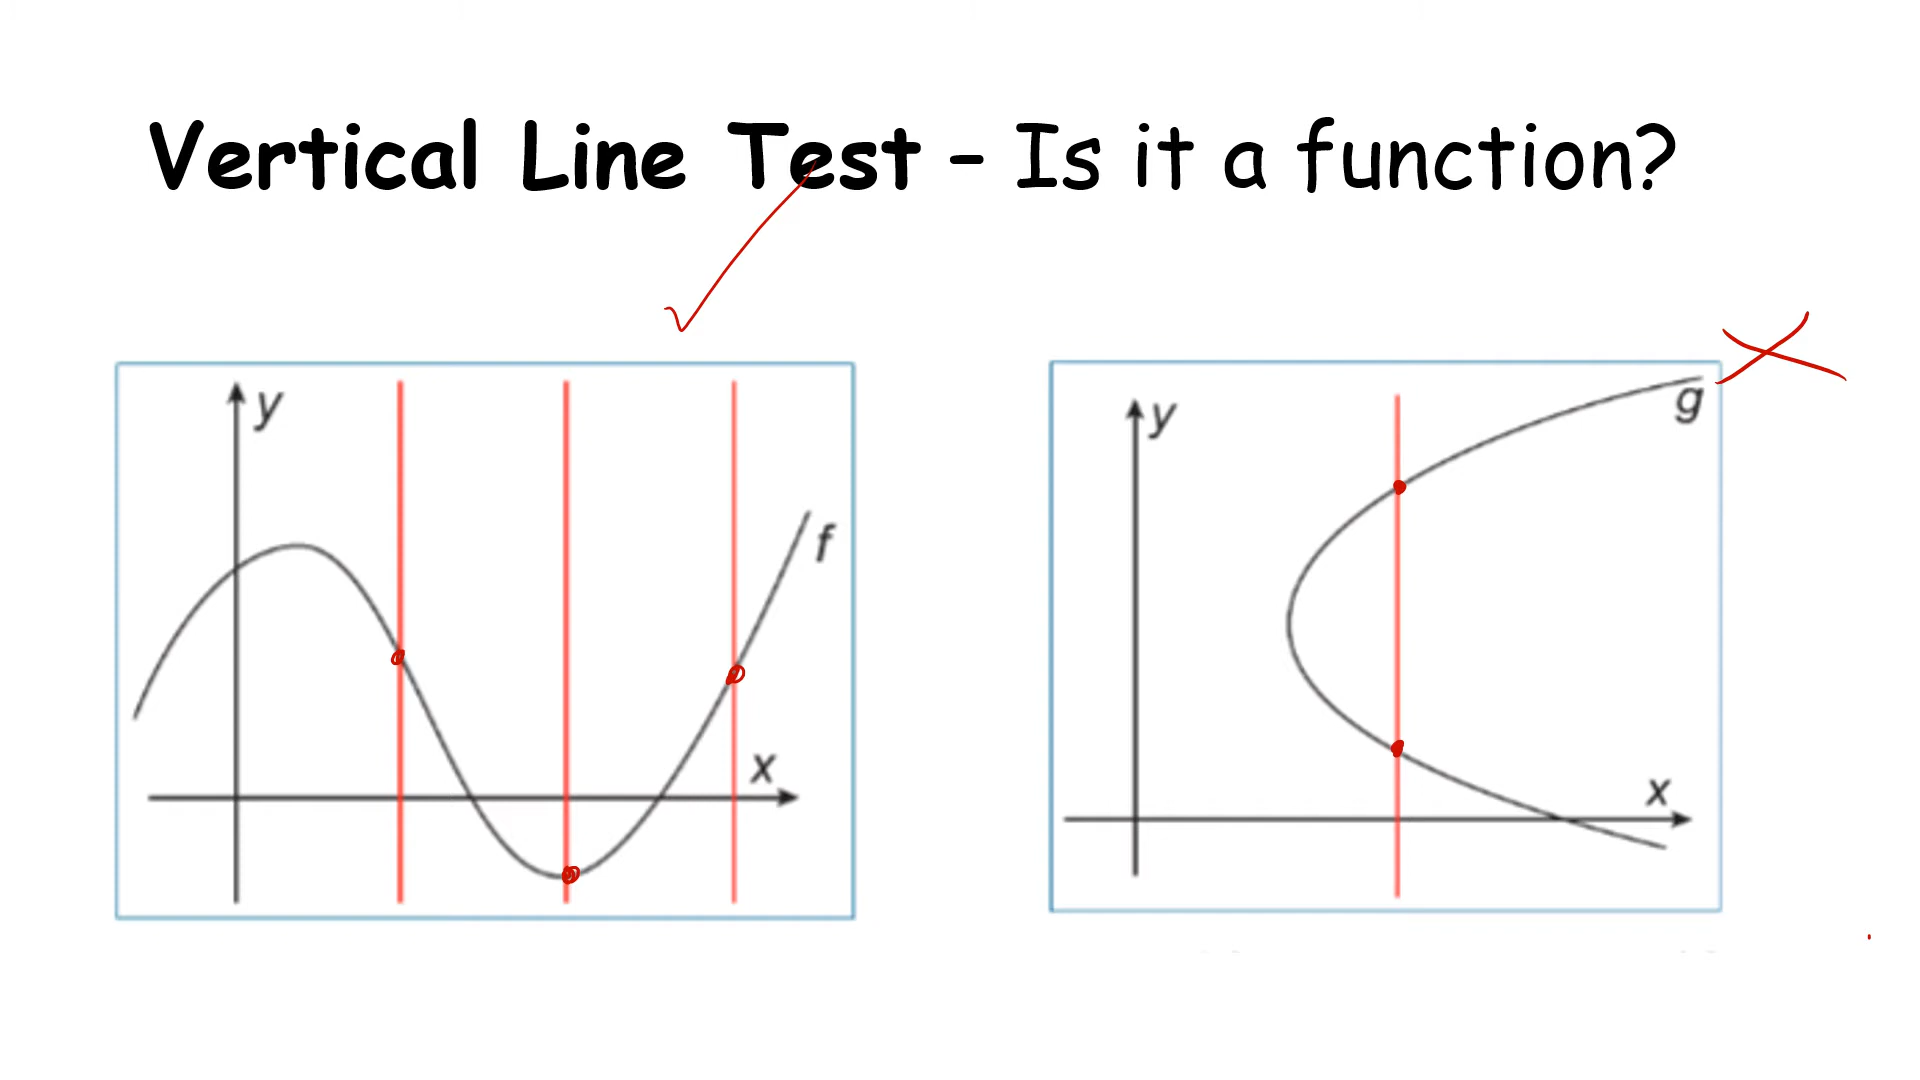 Vertical Line Test - Is it a function?
y
f
x
y
g
x